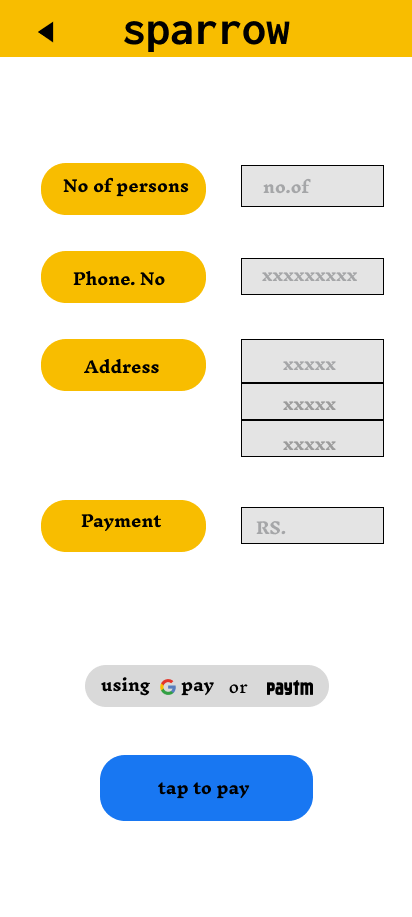 sparrow
No of persons no.of
Phone. No xxxxxxxxx
Address xxxxx
xxxxx
xxxxx
Payment RS.
using G pay or paytm
tap to pay